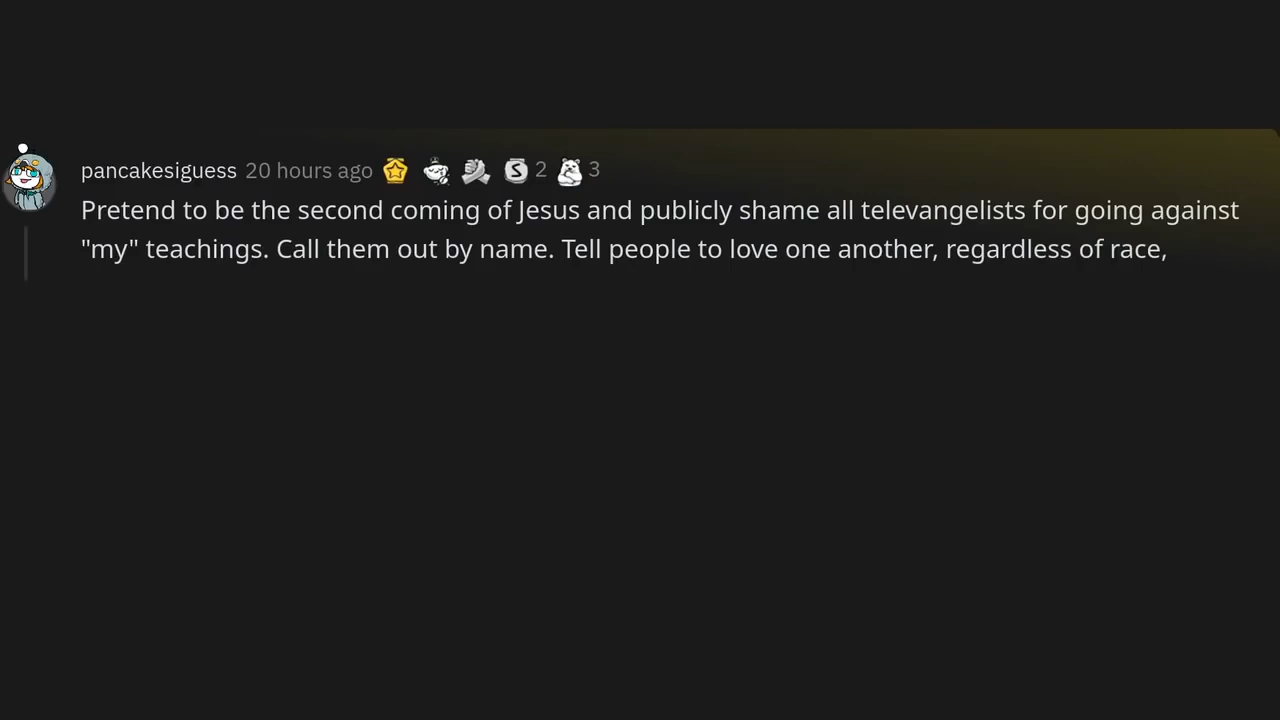 pancakesiguess 20 hours ago 2 3
Pretend to be the second coming of Jesus and publicly shame all televangelists for going against
"my" teachings. Call them out by name. Tell people to love one another, regardless of race,